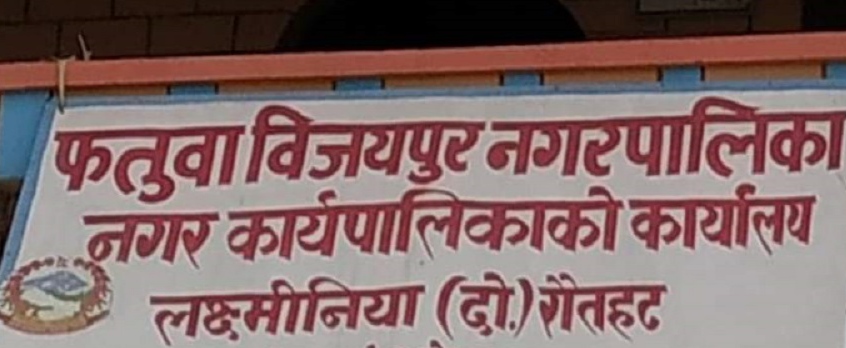 फतुवा विजयपुर नगरपालिका
नगर कार्यपालिकाको कार्यालय
लक्ष्मीनिया (दो.) रौतहट